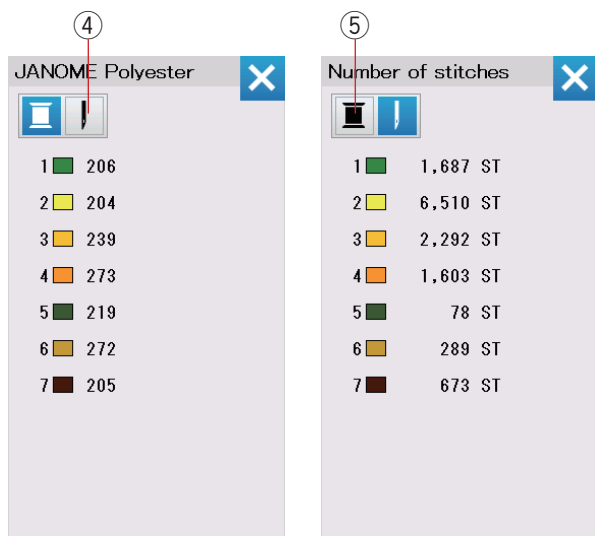 ④
JANOME Polyester
1 206
2 204
3 239
4 273
5 219
6 272
7 205
⑤
Number of stitches
1 1,687 ST
2 6,510 ST
3 2,292 ST
4 1,603 ST
5 78 ST
6 289 ST
7 673 ST